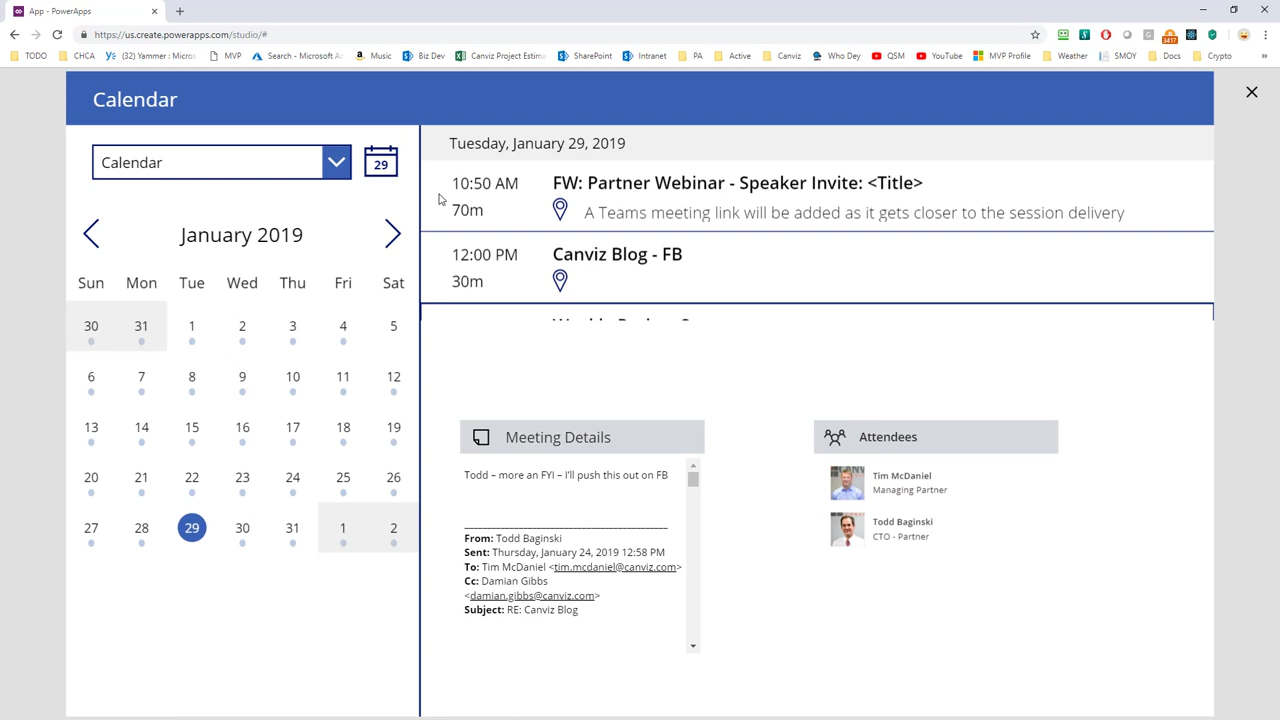 App - PowerApps
https://us.create.powerapps.com/studio/#
TODO CHCA (32) Yammer : Micros MVP Search - Microsoft A Music Biz Dev Canviz Project Estima SharePoint Intranet PA Active Canviz Who Dey QSM YouTube MVP Profile Weather SMOY Docs Crypto
3417
Calendar
Calendar
29
January 2019
Sun Mon Tue Wed Thu Fri Sat
30 31 1 2 3 4 5
6 7 8 9 10 11 12
13 14 15 16 17 18 19
20 21 22 23 24 25 26
27 28 29 30 31 1 2
Tuesday, January 29, 2019
10:50 AM FW: Partner Webinar - Speaker Invite: <Title>
70m A Teams meeting link will be added as it gets closer to the session delivery
12:00 PM Canviz Blog - FB
30m
Meeting Details
Todd – more an FYI – I'll push this out on FB
From: Todd Baginski
Sent: Thursday, January 24, 2019 12:58 PM
To: Tim McDaniel <tim.mcdaniel@canviz.com>
Cc: Damian Gibbs
<damian.gibbs@canviz.com>
Subject: RE: Canviz Blog
Attendees
Tim McDaniel
Managing Partner
Todd Baginski
CTO - Partner